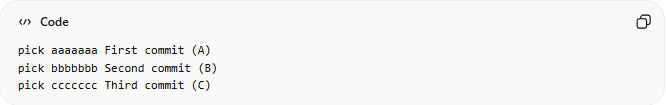 Code
pick aaaaaaa First commit (A)
pick bbbbbbb Second commit (B)
pick ccccccc Third commit (C)